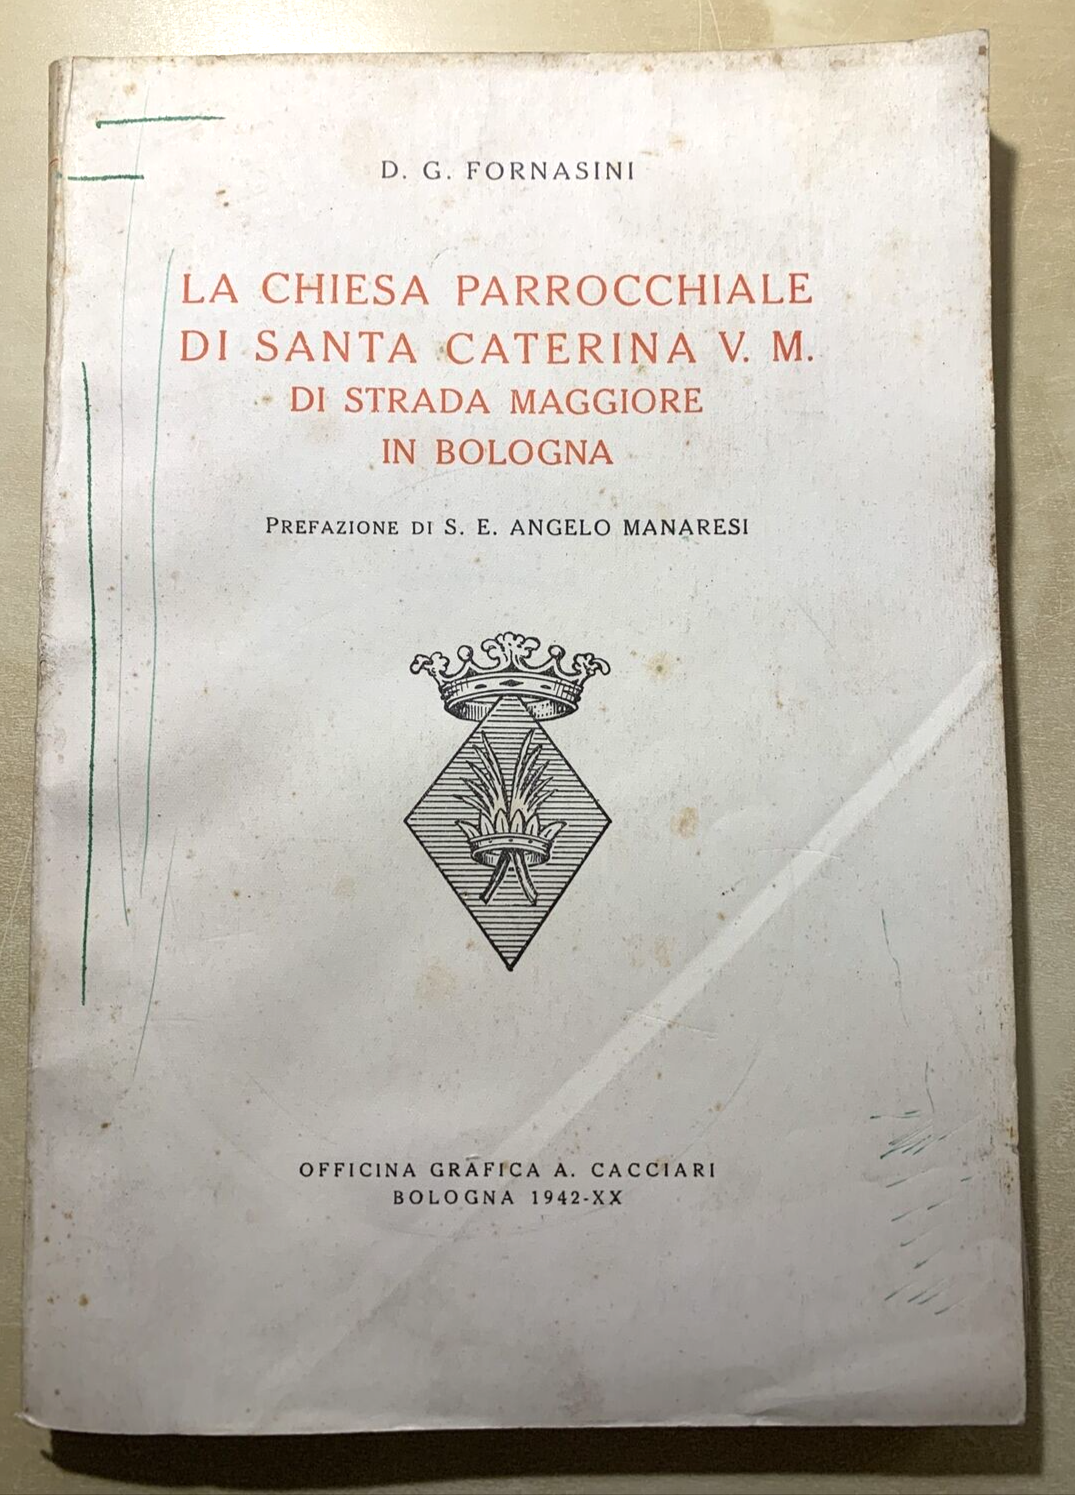 D. G. FORNASINI
LA CHIESA PARROCCHIALE
DI SANTA CATERINA V. M.
DI STRADA MAGGIORE
IN BOLOGNA
PREFAZIONE DI S. E. ANGELO MANARESI
OFFICINA GRAFICA A. CACCIARI
BOLOGNA 1942-XX